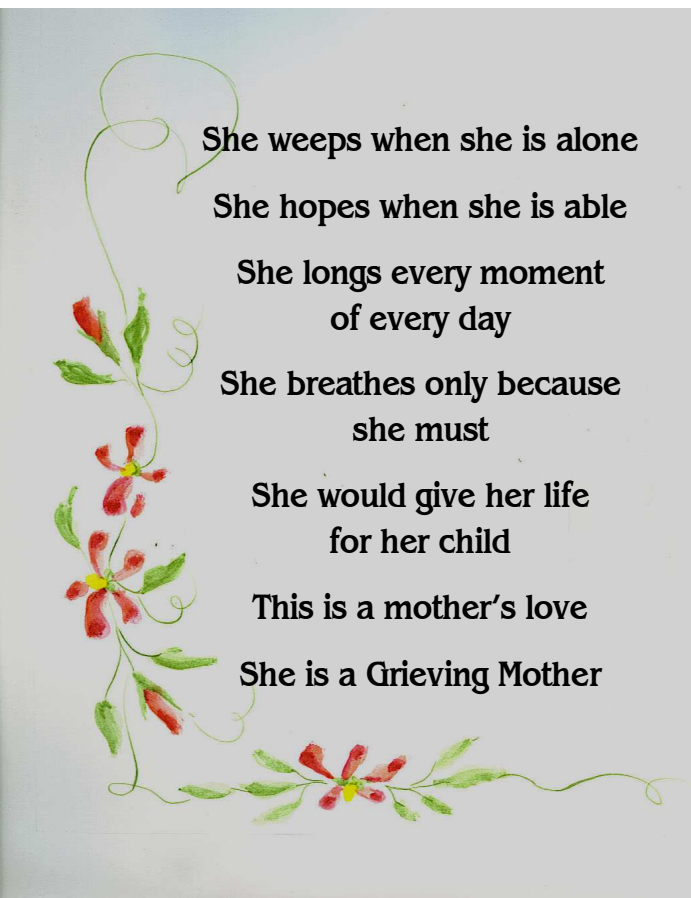 She weeps when she is alone
She hopes when she is able
She longs every moment
of every day
She breathes only because
she must
She would give her life
for her child
This is a mother's love
She is a Grieving Mother